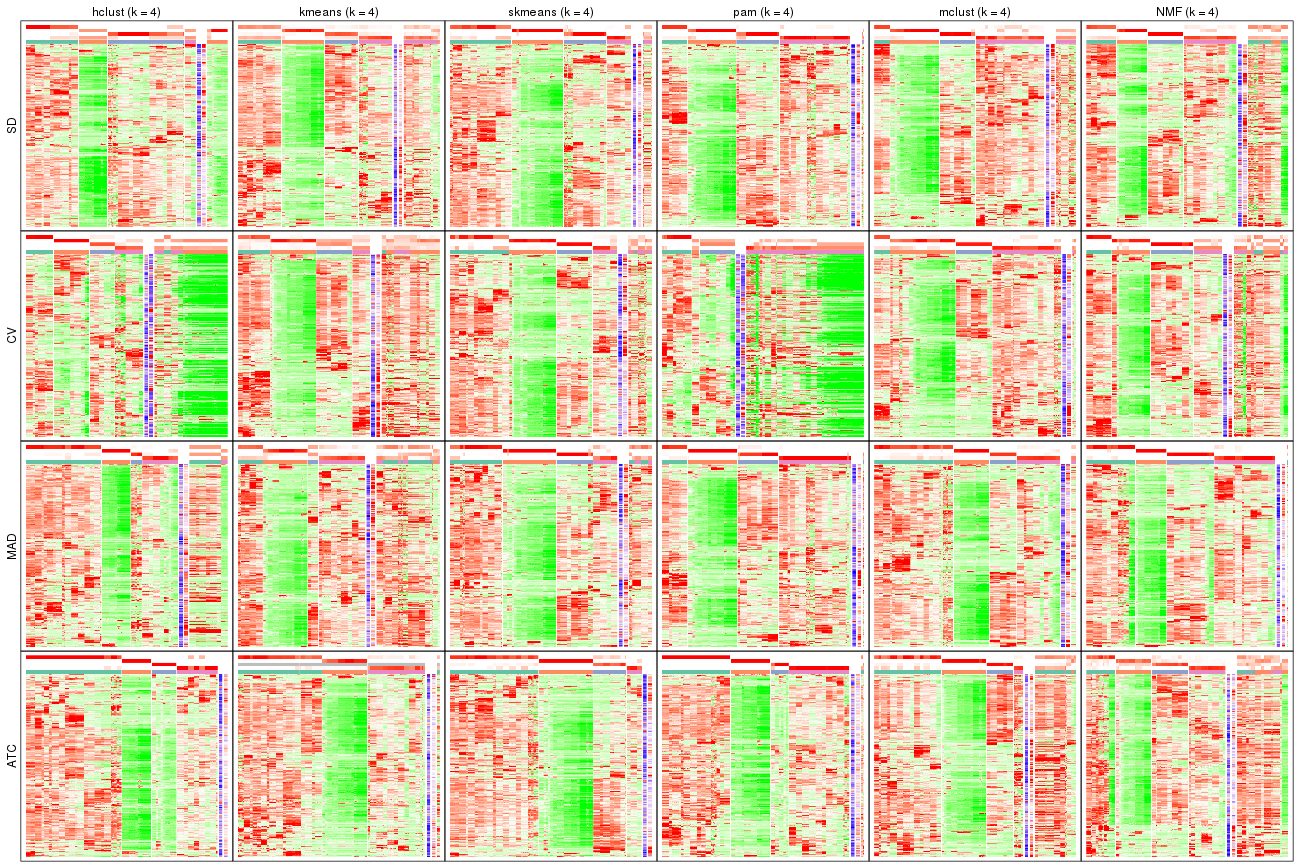 hclust (k = 4)
kmeans (k = 4)
skmeans (k = 4)
pam (k = 4)
mclust (k = 4)
NMF (k = 4)
SD
CV
MAD
ATC